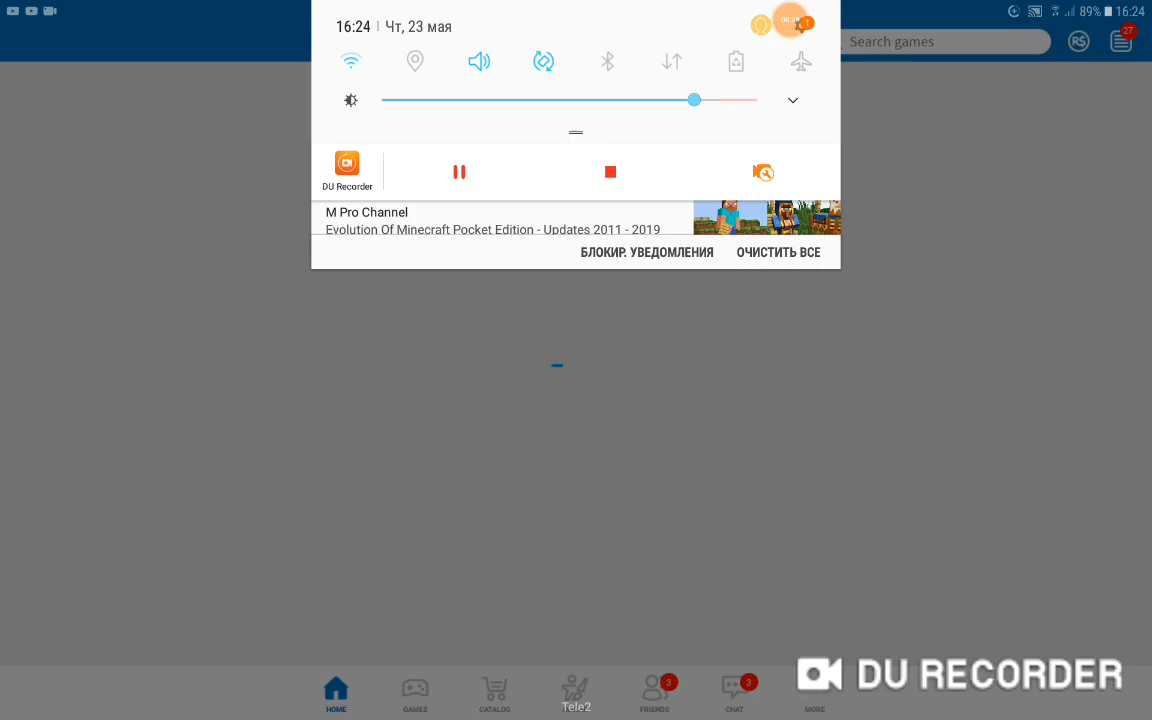 16:24 Чт, 23 мая
1
89% 16:24
Search games
R$
27
DU Recorder
M Pro Channel
Evolution Of Minecraft Pocket Edition - Updates 2011 - 2019
БЛОКИР. УВЕДОМЛЕНИЯ ОЧИСТИТЬ ВСЕ
DU RECORDER
3
3
HOME
GAMES
CATALOG
FRIENDS
CHAT
MORE
Tele2